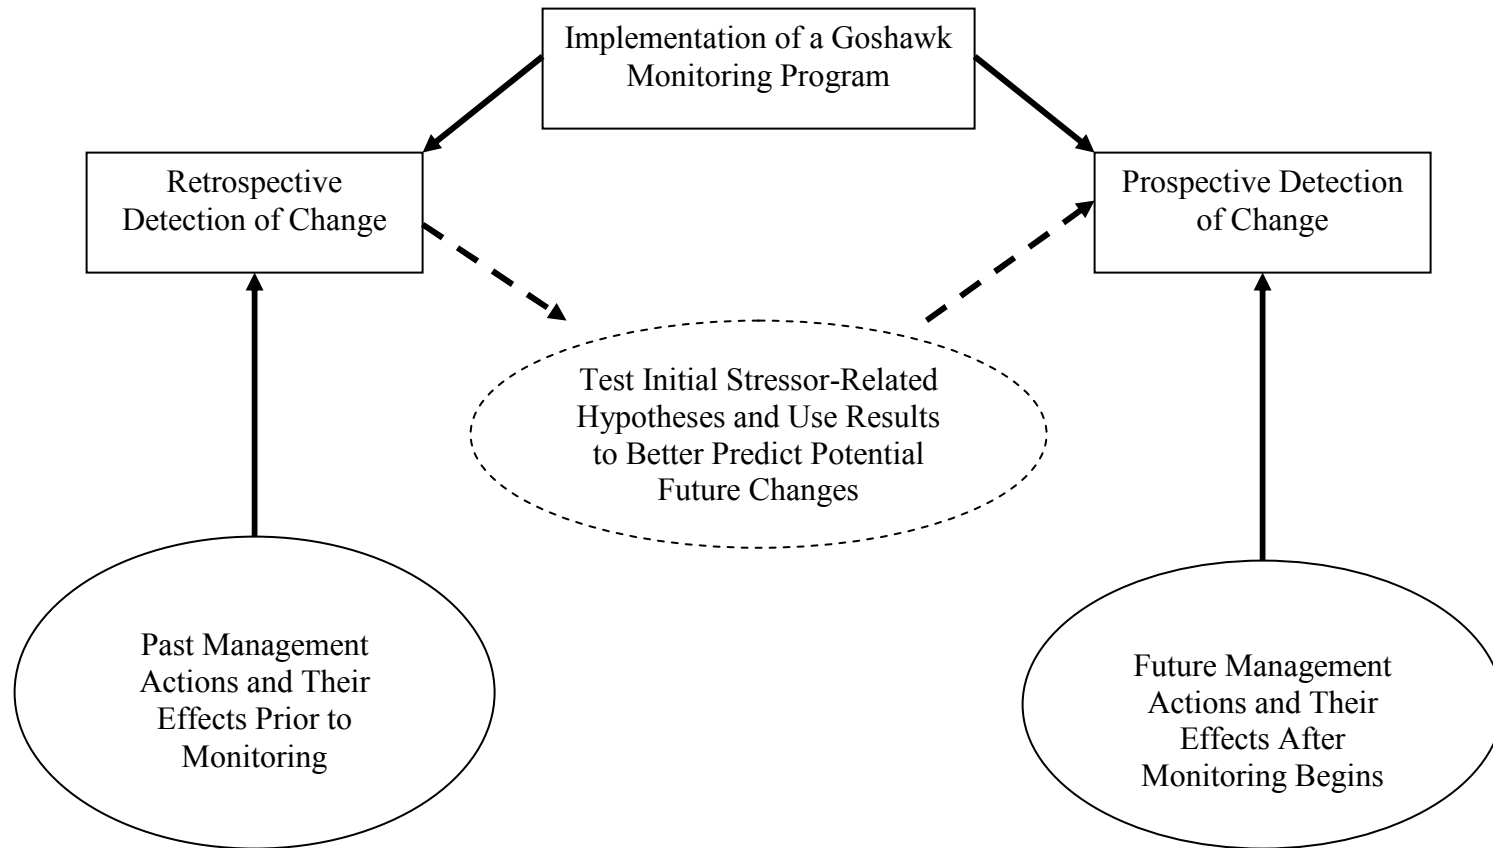 Implementation of a Goshawk
Monitoring Program
Retrospective
Detection of Change
Prospective Detection
of Change
Test Initial Stressor-Related
Hypotheses and Use Results
to Better Predict Potential
Future Changes
Past Management
Actions and Their
Effects Prior to
Monitoring
Future Management
Actions and Their
Effects After
Monitoring Begins